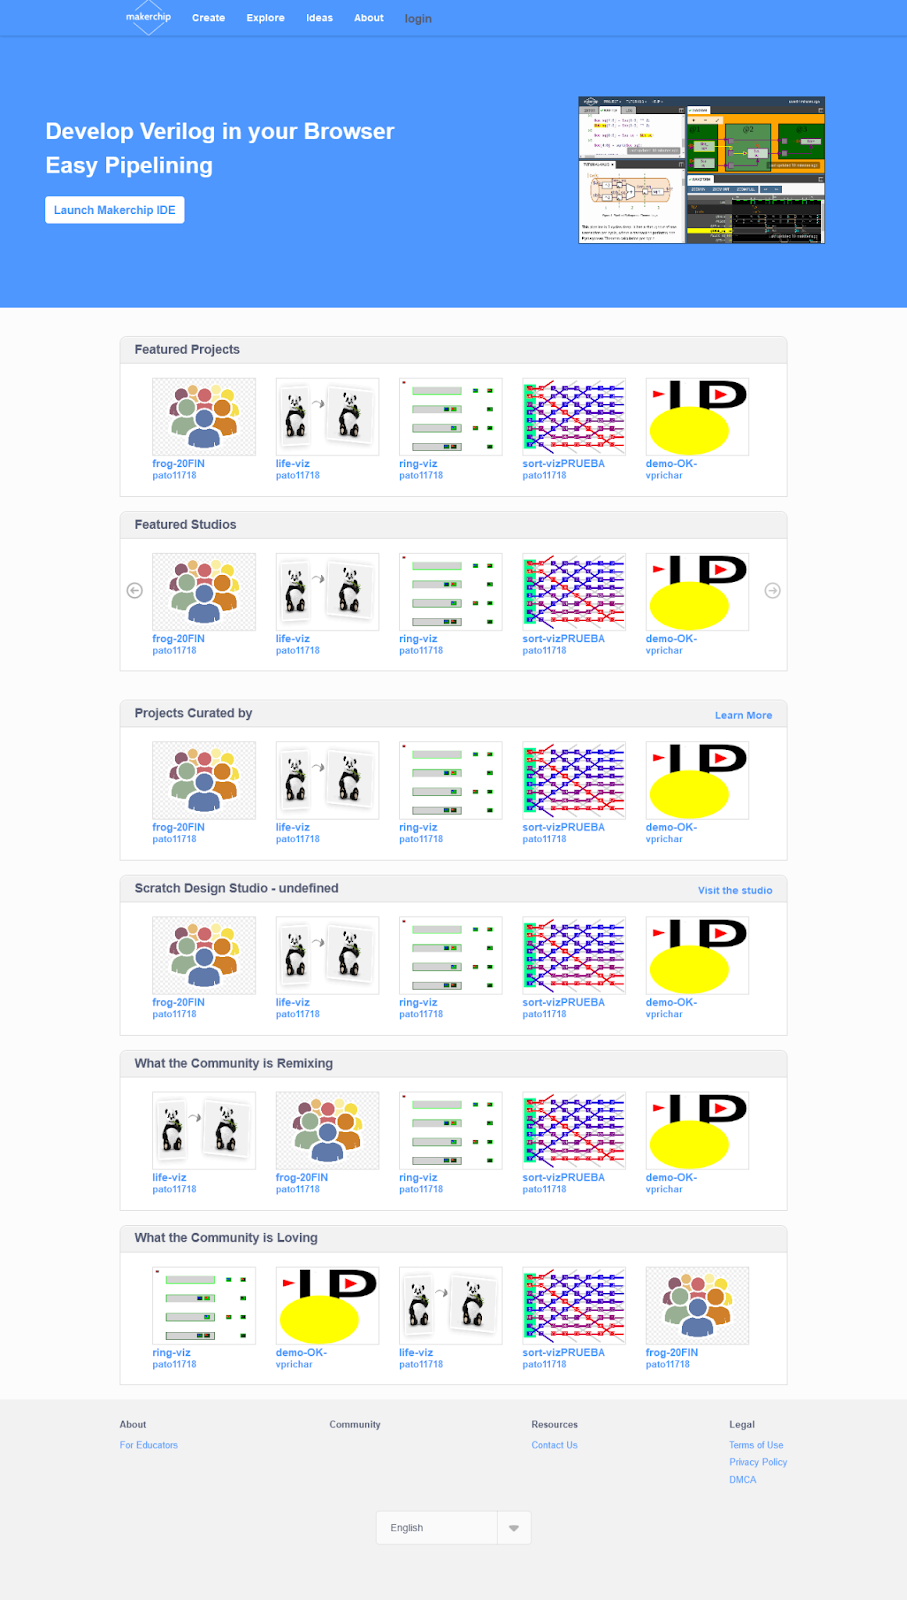 makerchip
Create
Explore
Ideas
About
login
Develop Verilog in your Browser
Easy Pipelining
Launch Makerchip IDE
@1
@2
@3
Featured Projects
frog-20FIN
pato11718
life-viz
pato11718
ring-viz
pato11718
sort-vizPRUEBA
pato11718
demo-OK-
vprichar
Featured Studios
frog-20FIN
pato11718
life-viz
pato11718
ring-viz
pato11718
sort-vizPRUEBA
pato11718
demo-OK-
vprichar
Projects Curated by
Learn More
frog-20FIN
pato11718
life-viz
pato11718
ring-viz
pato11718
sort-vizPRUEBA
pato11718
demo-OK-
vprichar
Scratch Design Studio - undefined
Visit the studio
frog-20FIN
pato11718
life-viz
pato11718
ring-viz
pato11718
sort-vizPRUEBA
pato11718
demo-OK-
vprichar
What the Community is Remixing
life-viz
pato11718
frog-20FIN
pato11718
ring-viz
pato11718
sort-vizPRUEBA
pato11718
demo-OK-
vprichar
What the Community is Loving
ring-viz
pato11718
demo-OK-
vprichar
life-viz
pato11718
sort-vizPRUEBA
pato11718
frog-20FIN
pato11718
About
For Educators
Community
Resources
Contact Us
Legal
Terms of Use
Privacy Policy
DMCA
English